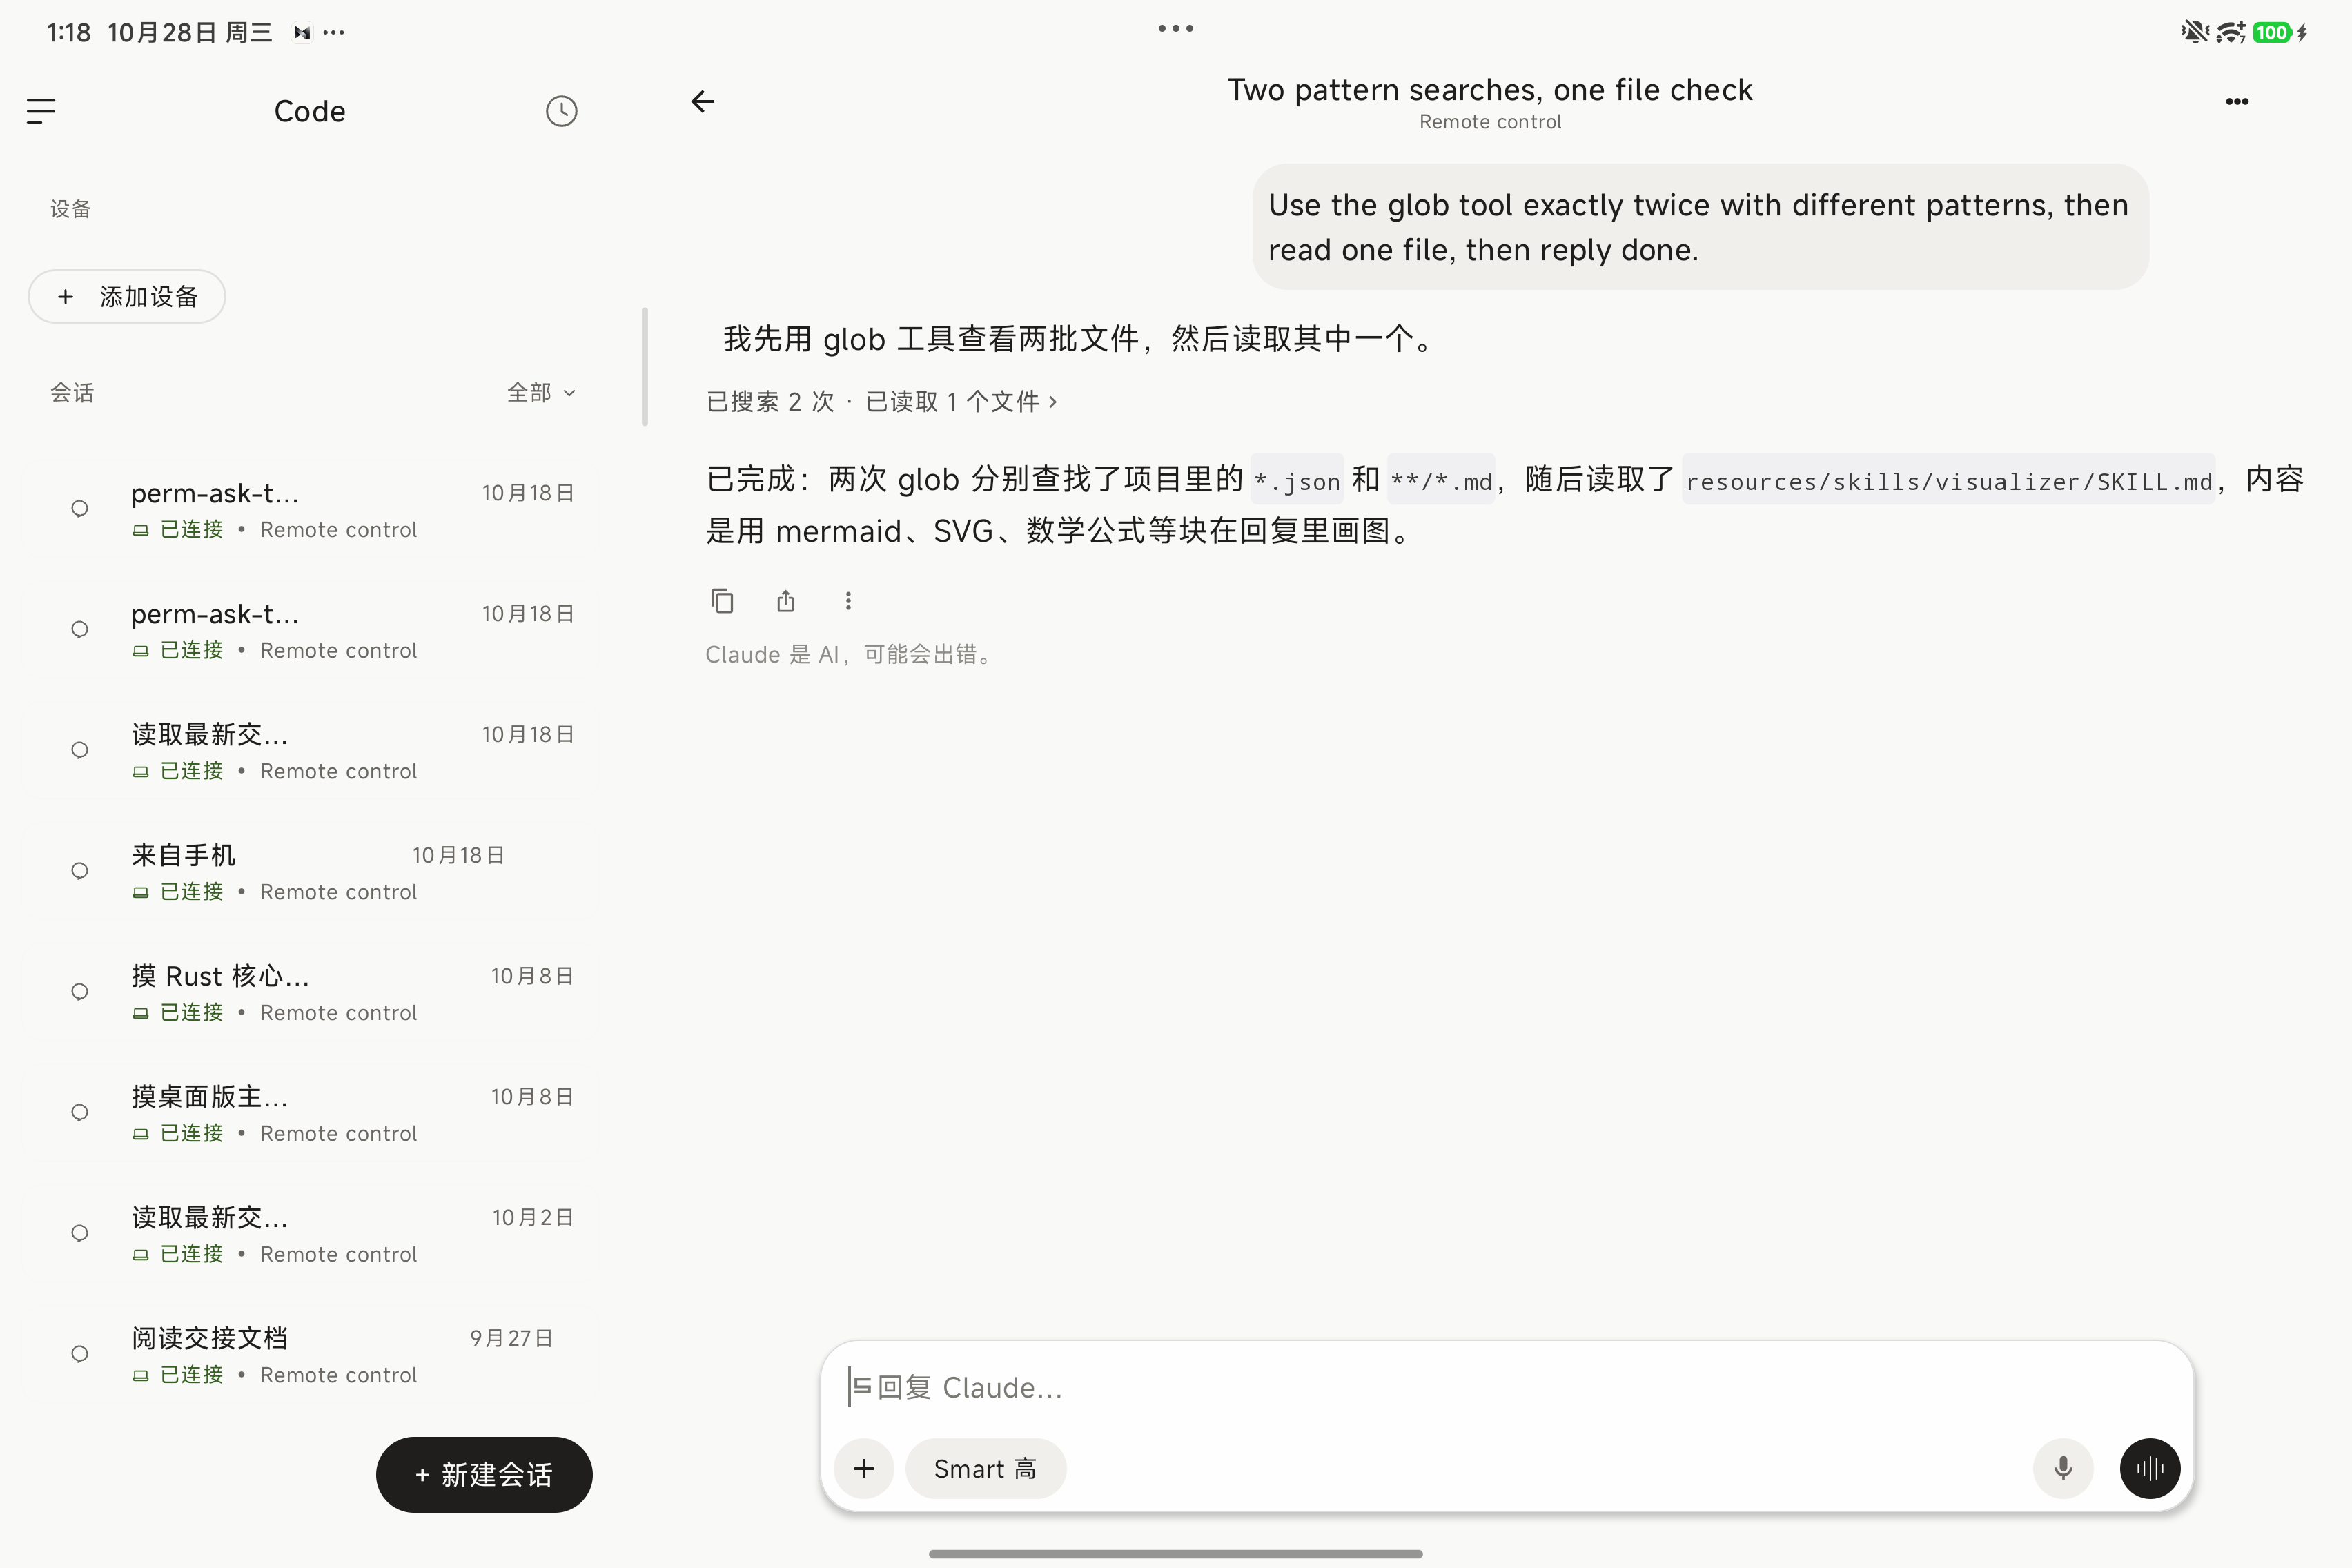 1:18 10月28日 周三
100
Code
设备
+ 添加设备
会话 全部
perm-ask-t... 10月18日
已连接 • Remote control
perm-ask-t... 10月18日
已连接 • Remote control
读取最新交... 10月18日
已连接 • Remote control
来自手机 10月18日
已连接 • Remote control
摸 Rust 核心... 10月8日
已连接 • Remote control
摸桌面版主... 10月8日
已连接 • Remote control
读取最新交... 10月2日
已连接 • Remote control
阅读交接文档 9月27日
已连接 • Remote control
+ 新建会话
Two pattern searches, one file check
Remote control
Use the glob tool exactly twice with different patterns, then
read one file, then reply done.
我先用 glob 工具查看两批文件，然后读取其中一个。
已搜索 2 次 · 已读取 1 个文件 >
已完成：两次 glob 分别查找了项目里的 *.json 和 **/*.md，随后读取了 resources/skills/visualizer/SKILL.md，内容
是用 mermaid、SVG、数学公式等块在回复里画图。
Claude 是 AI，可能会出错。
回复 Claude...
Smart 高